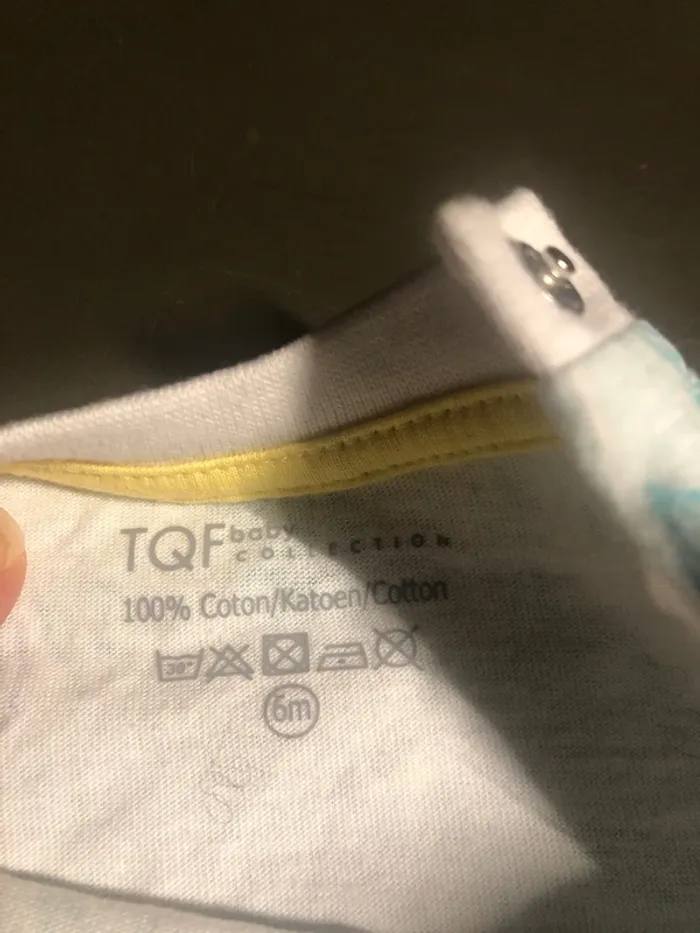 TQF baby COLLECTION
100% Coton/Katoen/Cotton
30°
6m